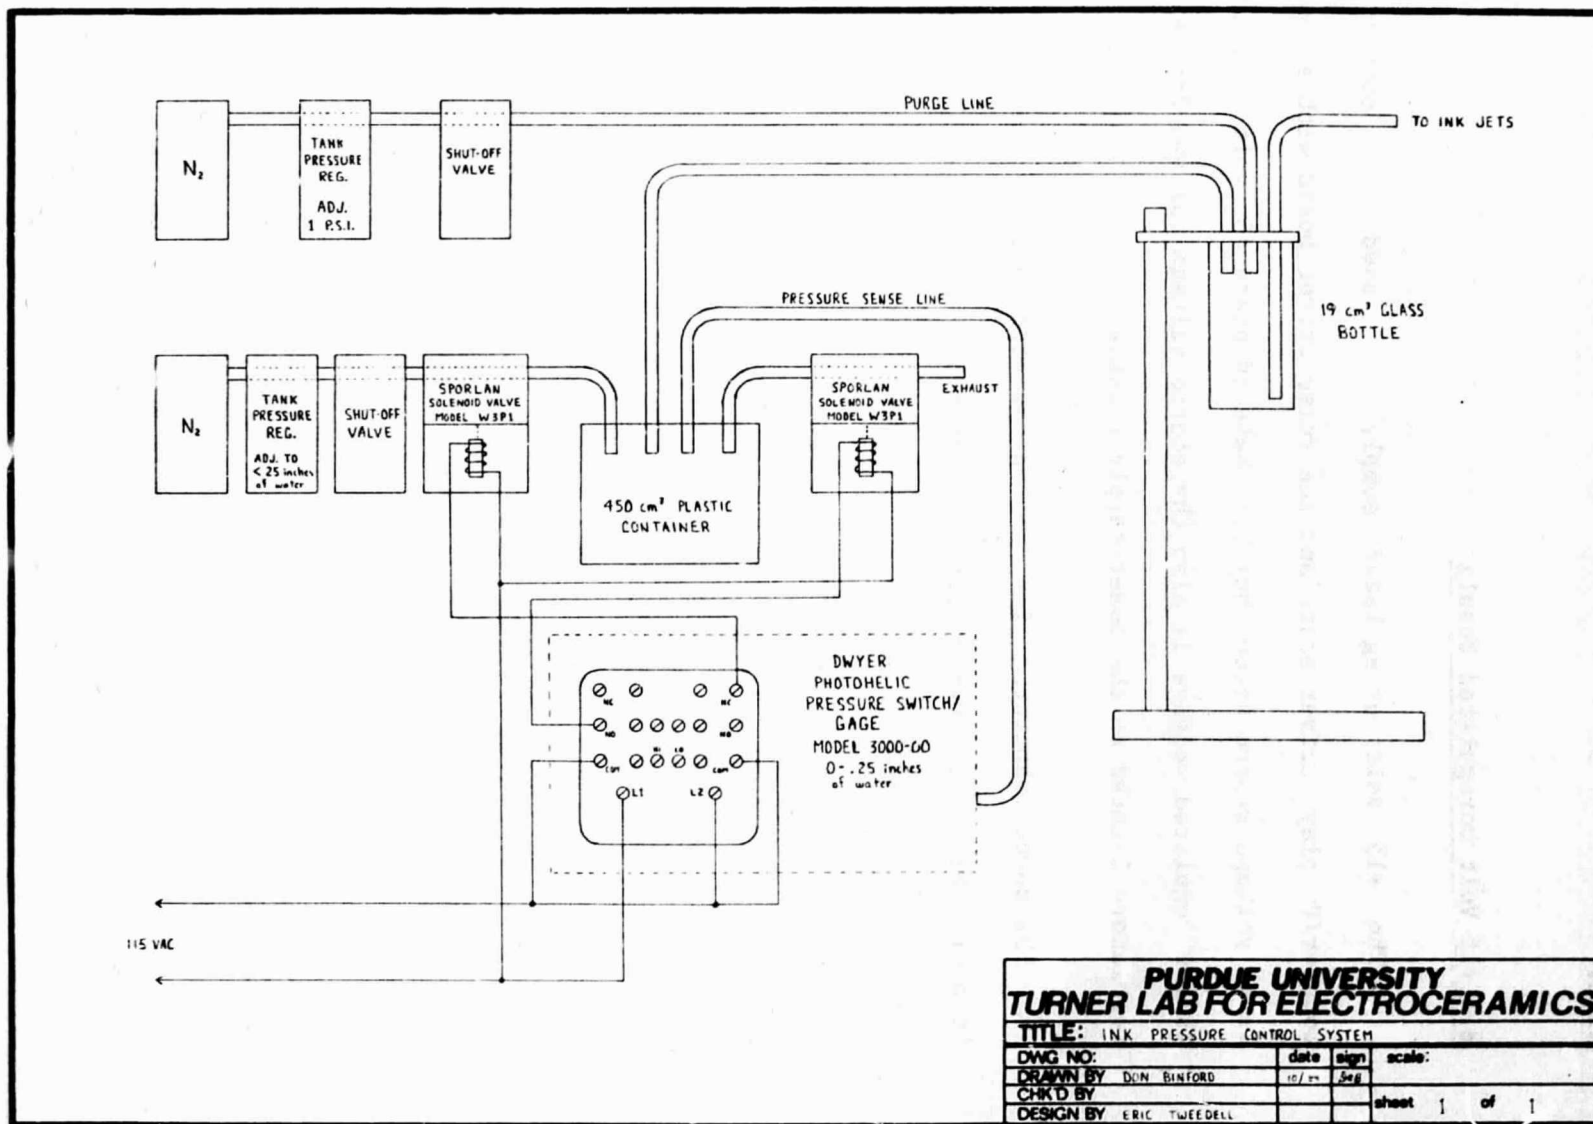 PURGE LINE
TO INK JETS
N₂
TANK
PRESSURE
REG.
ADJ.
1 P.S.I.
SHUT-OFF
VALVE
PRESSURE SENSE LINE
19 cm³ GLASS
BOTTLE
N₂
TANK
PRESSURE
REG.
ADJ. TO
< 25 inches
of water
SHUT-OFF
VALVE
SPORLAN
SOLENOID VALVE
MODEL W3P1
SPORLAN
SOLENOID VALVE
MODEL W3P1
EXHAUST
450 cm³ PLASTIC
CONTAINER
DWYER
PHOTOHELIC
PRESSURE SWITCH/
GAGE
MODEL 3000-00
0-.25 inches
of water
NC
NC
NO
HI
LO
NO
COM
COM
L1
L2
115 VAC
PURDUE UNIVERSITY
TURNER LAB FOR ELECTROCERAMICS
TITLE: INK PRESSURE CONTROL SYSTEM
DWG NO:
date
sign
scale:
DRAWN BY DON BINFORD
CHK'D BY
sheet 1 of 1
DESIGN BY ERIC TWEEDELL